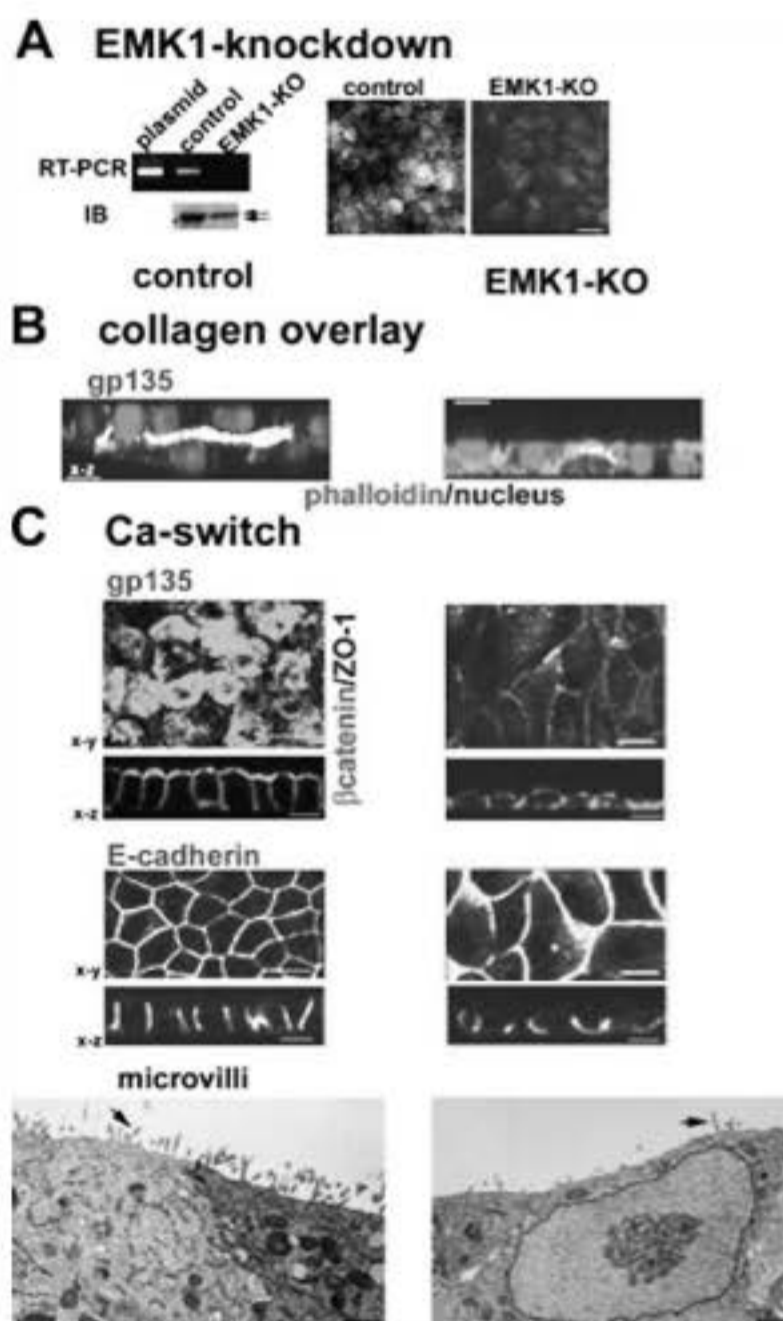 A EMK1-knockdown
plasmid
control
EMK1-KO
RT-PCR
IB
control
EMK1-KO
control
EMK1-KO
B collagen overlay
gp135
x-z
phalloidin/nucleus
C Ca-switch
gp135
x-y
x-z
βcatenin/ZO-1
E-cadherin
x-y
x-z
microvilli